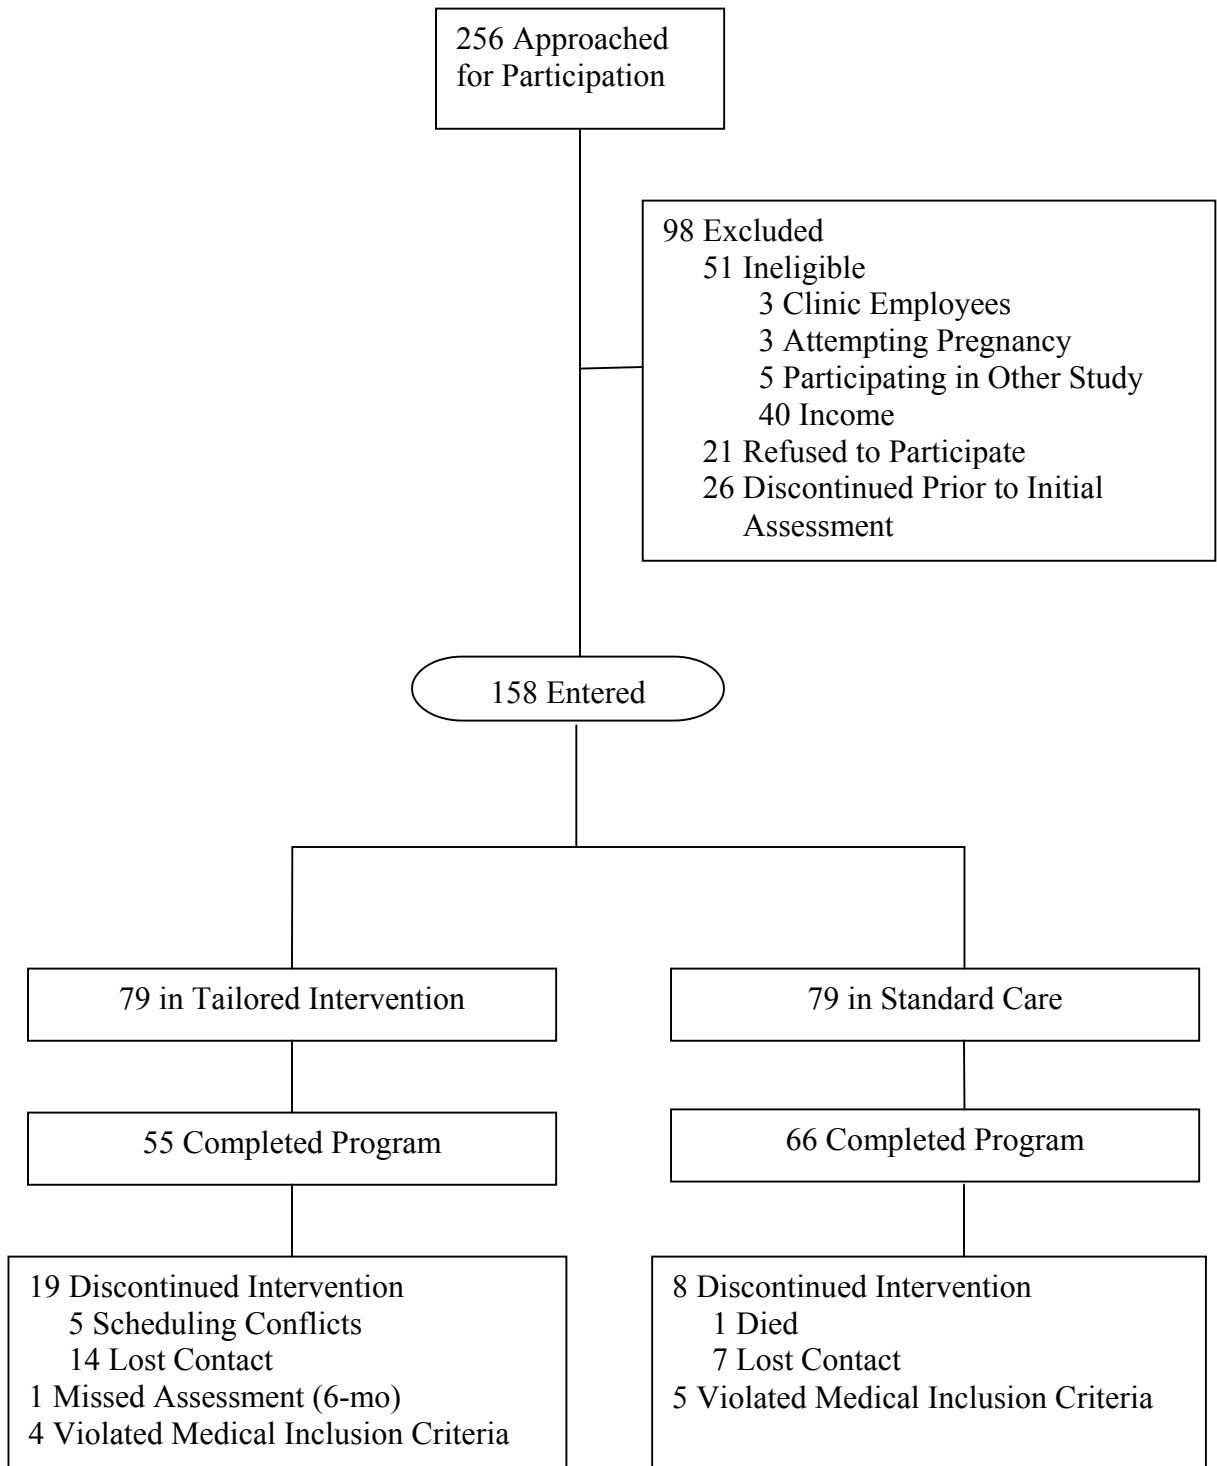 256 Approached
for Participation
98 Excluded
51 Ineligible
3 Clinic Employees
3 Attempting Pregnancy
5 Participating in Other Study
40 Income
21 Refused to Participate
26 Discontinued Prior to Initial
Assessment
158 Entered
79 in Tailored Intervention
79 in Standard Care
55 Completed Program
66 Completed Program
19 Discontinued Intervention
5 Scheduling Conflicts
14 Lost Contact
1 Missed Assessment (6-mo)
4 Violated Medical Inclusion Criteria
8 Discontinued Intervention
1 Died
7 Lost Contact
5 Violated Medical Inclusion Criteria